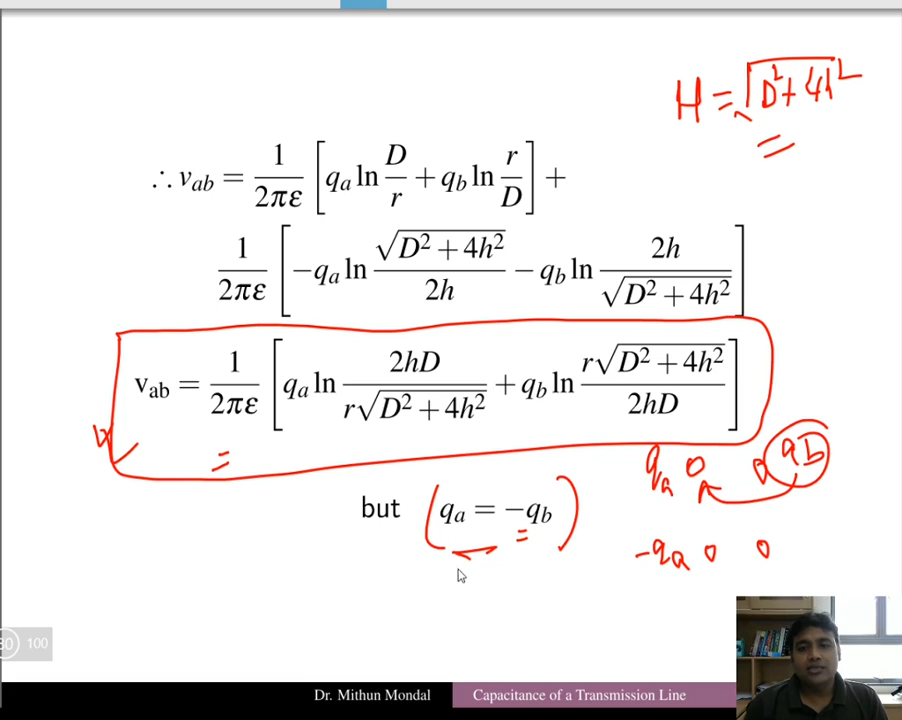 H = √D²+4h²
=
∴ v_ab = 1/2πε [q_a ln D/r + q_b ln r/D] +
1/2πε [−q_a ln √(D² + 4h²)/2h − q_b ln 2h/√(D² + 4h²)]
v_ab = 1/2πε [q_a ln 2hD/r√(D² + 4h²) + q_b ln r√(D² + 4h²)/2hD]
=
q_a q_b
but (q_a = −q_b)
=
-q_a
100
Dr. Mithun Mondal Capacitance of a Transmission Line